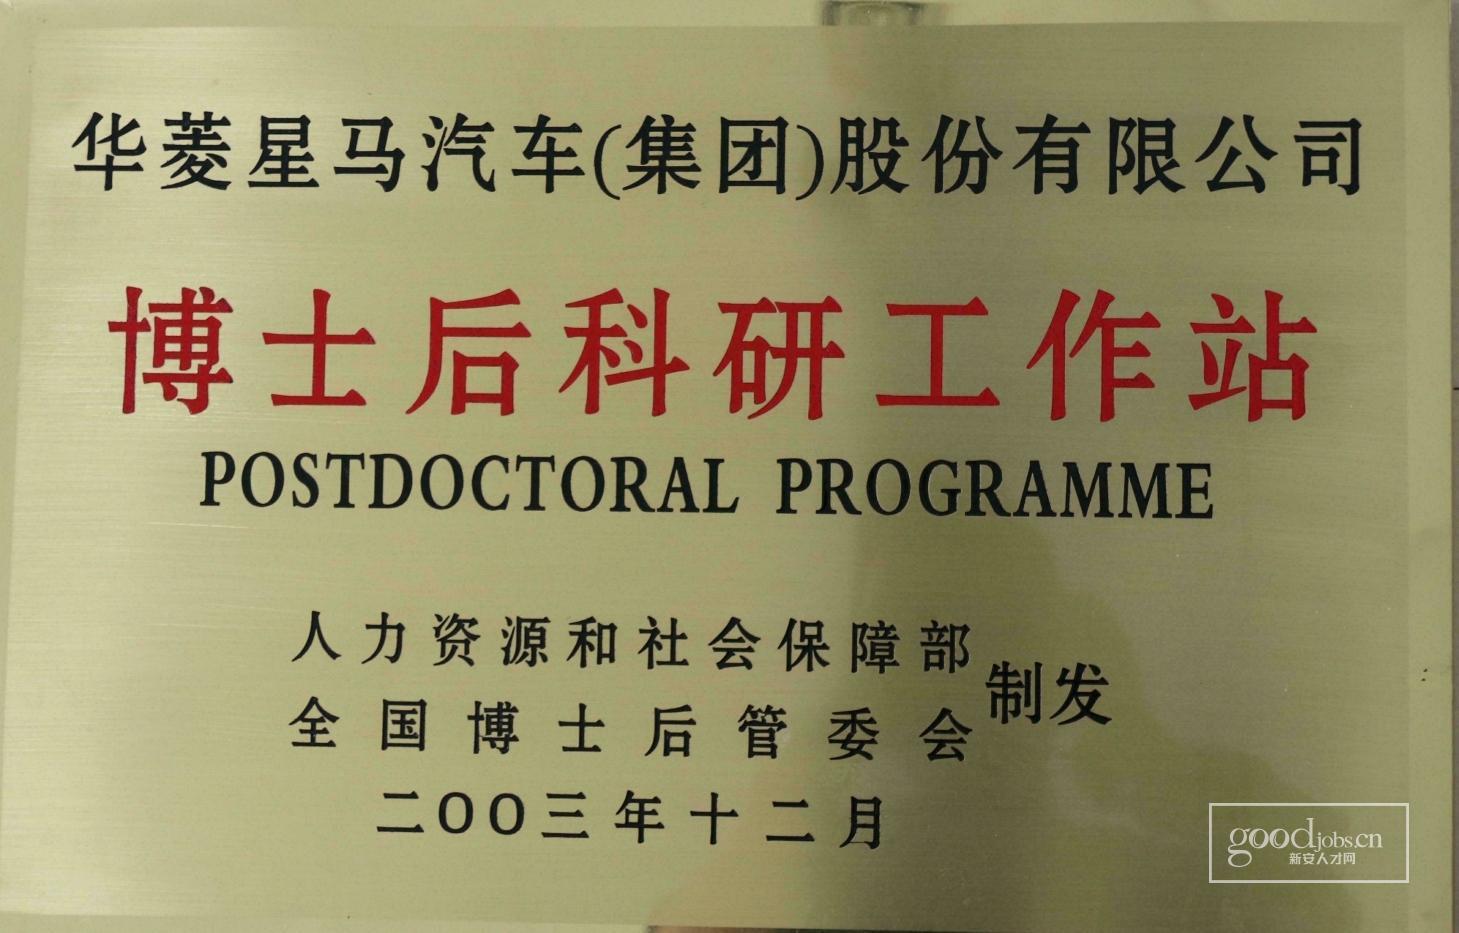 华菱星马汽车(集团)股份有限公司
博士后科研工作站
POSTDOCTORAL PROGRAMME
人力资源和社会保障部
全国博士后管委会
制发
二OO三年十二月
goodjobs.cn
新安人才网